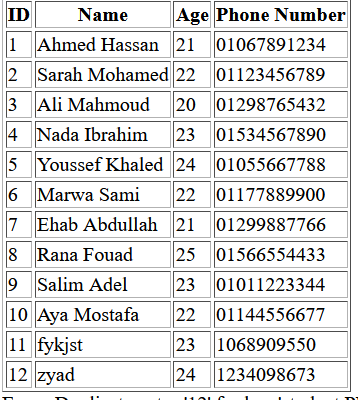 ID Name Age Phone Number
1 Ahmed Hassan 21 01067891234
2 Sarah Mohamed 22 01123456789
3 Ali Mahmoud 20 01298765432
4 Nada Ibrahim 23 01534567890
5 Youssef Khaled 24 01055667788
6 Marwa Sami 22 01177889900
7 Ehab Abdullah 21 01299887766
8 Rana Fouad 25 01566554433
9 Salim Adel 23 01011223344
10 Aya Mostafa 22 01144556677
11 fykjst 23 1068909550
12 zyad 24 1234098673